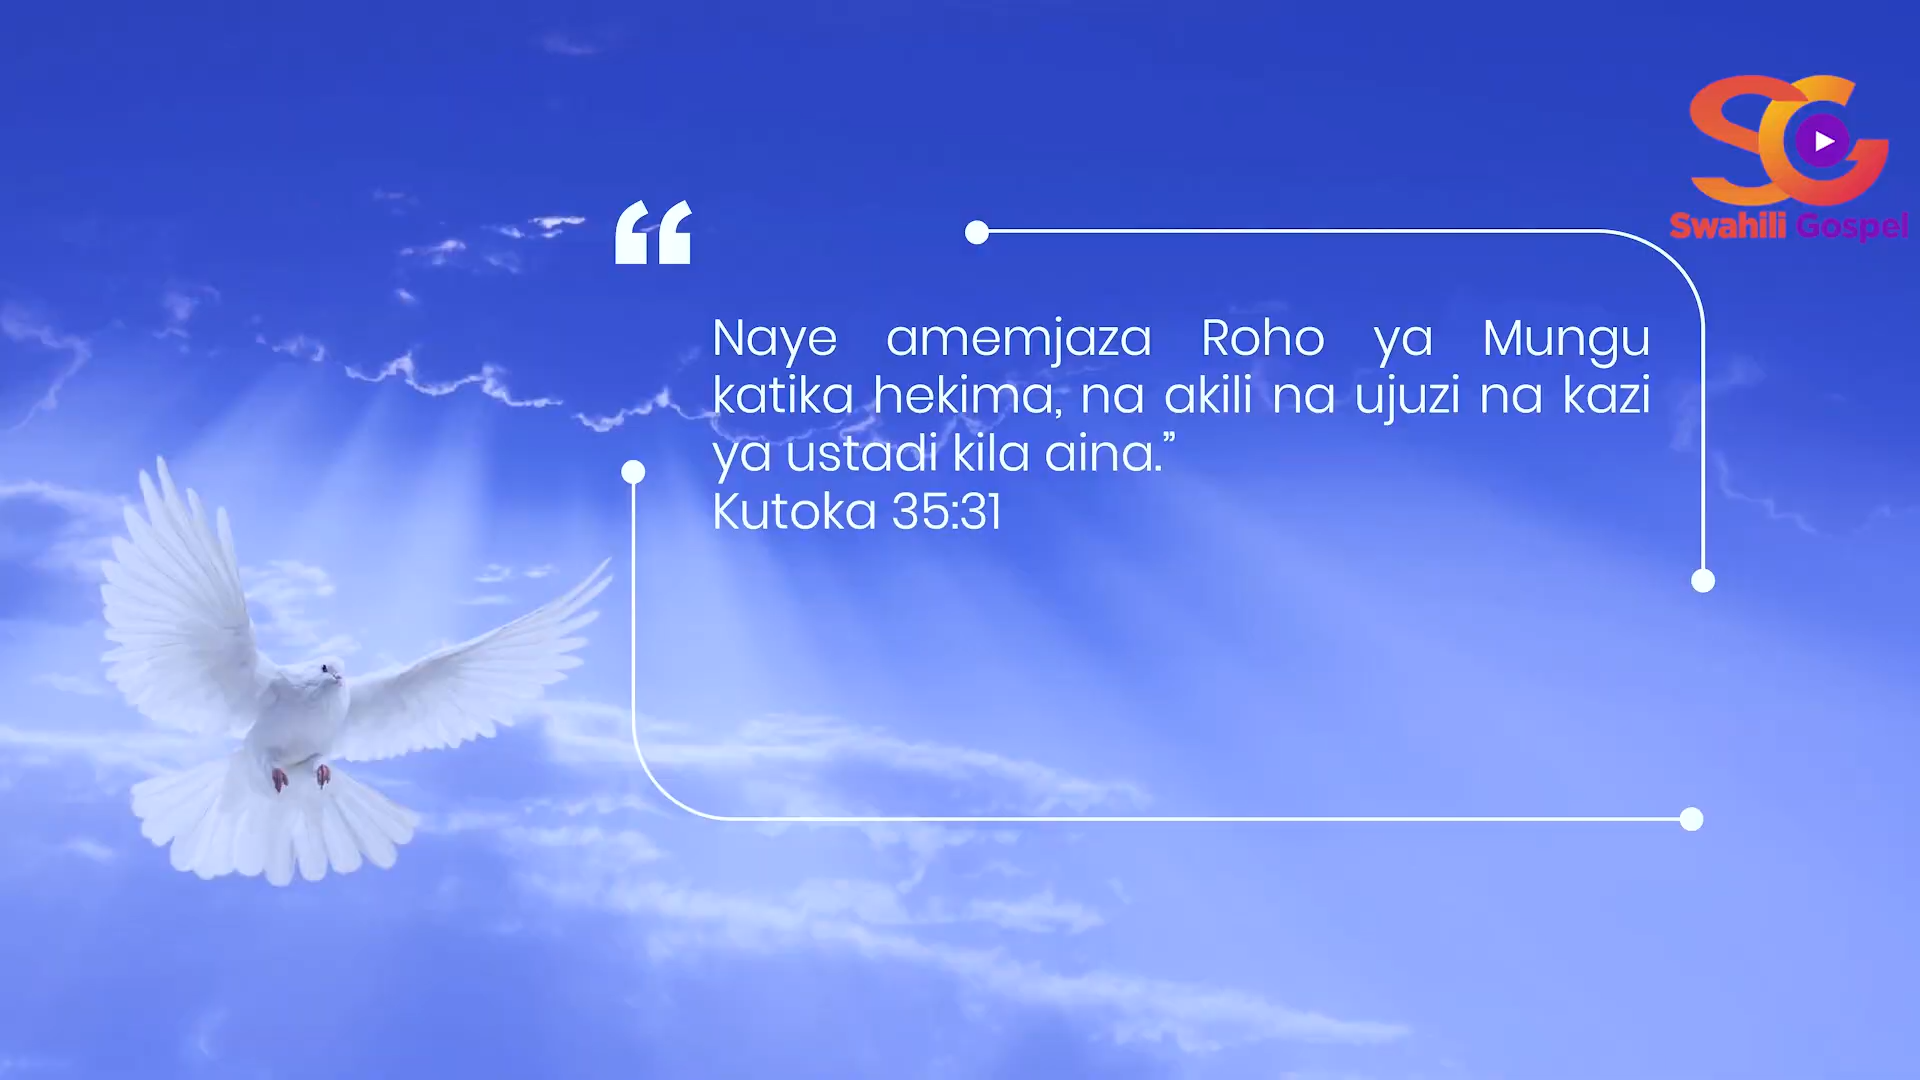 SG
Swahili Gospel
“
Naye amemjaza Roho ya Mungu
katika hekima, na akili na ujuzi na kazi
ya ustadi kila aina.”
Kutoka 35:31